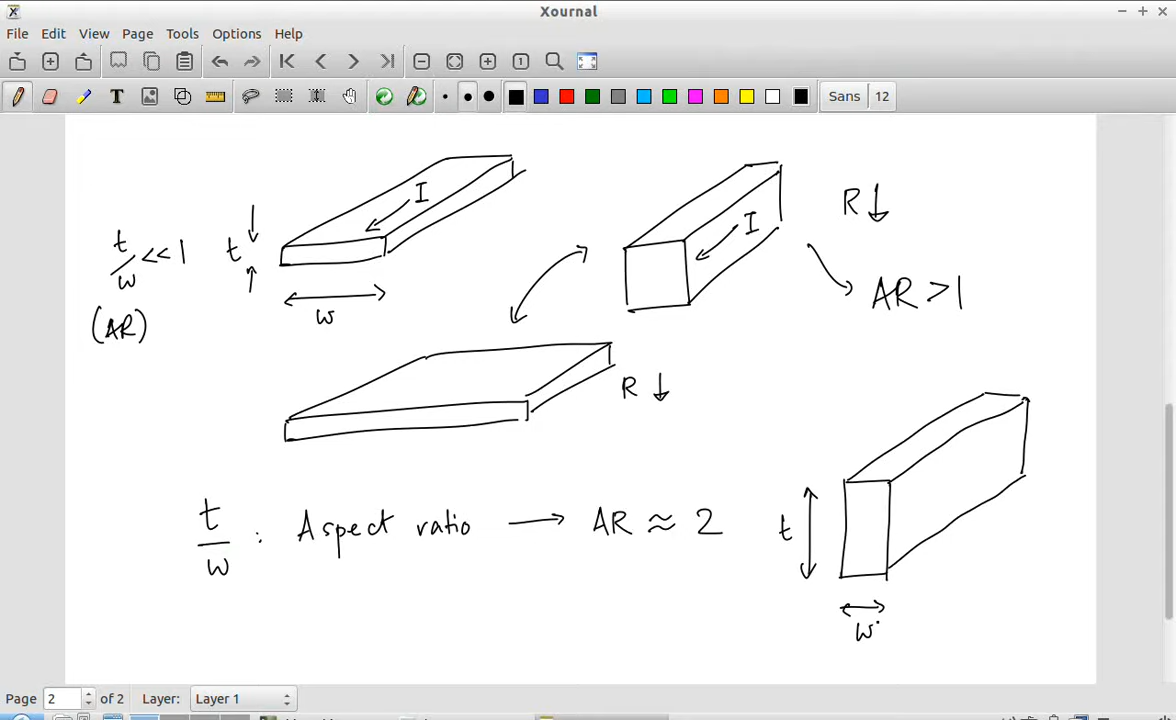 Xournal
File Edit View Page Tools Options Help
Sans 12
I
t/w << 1
(AR)
t
w
I
R↓
AR > 1
R ↓
t/w : Aspect ratio → AR ≈ 2
t
w
Page 2 of 2 Layer: Layer 1